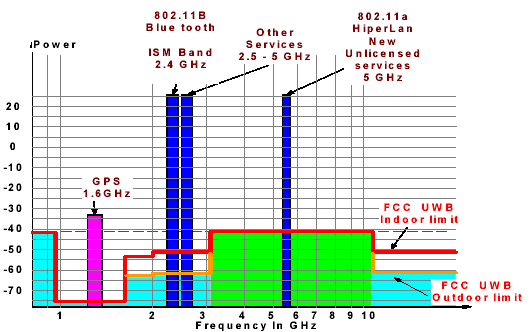 802.11B
Blue tooth
ISM Band
2.4 GHz
Other
Services
2.5 - 5 GHz
802.11a
HiperLan
New
Unlicensed
services
5 GHz
Power
20
10
0
-20
-30
-40
-50
-60
-70
GPS
1.6GHz
FCC UWB
Indoor limit
FCC UWB
Outdoor limit
1 2 3 4 5 6 7 8 9 10
Frequency In GHz